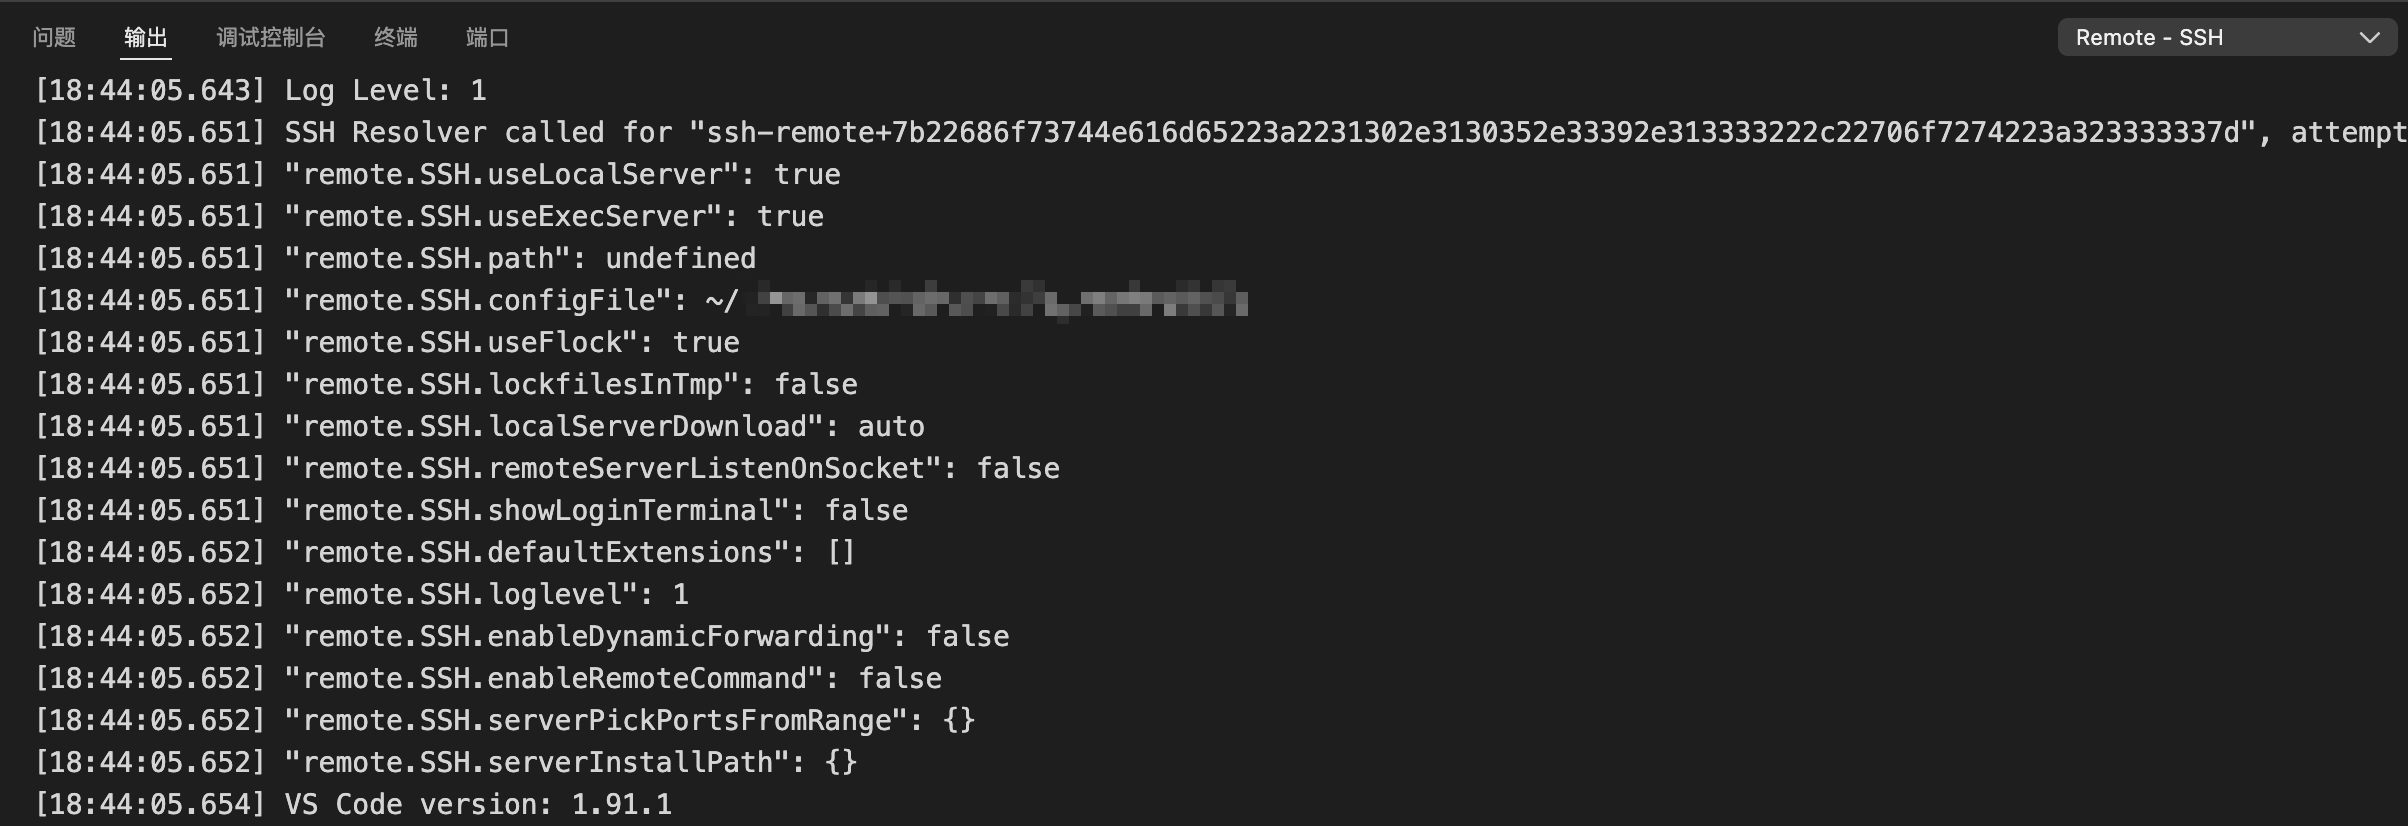 问题 输出 调试控制台 终端 端口 Remote - SSH
[18:44:05.643] Log Level: 1
[18:44:05.651] SSH Resolver called for "ssh-remote+7b22686f73744e616d65223a2231302e3130352e33392e313333222c22706f7274223a323333337d", attempt
[18:44:05.651] "remote.SSH.useLocalServer": true
[18:44:05.651] "remote.SSH.useExecServer": true
[18:44:05.651] "remote.SSH.path": undefined
[18:44:05.651] "remote.SSH.configFile": ~/
[18:44:05.651] "remote.SSH.useFlock": true
[18:44:05.651] "remote.SSH.lockfilesInTmp": false
[18:44:05.651] "remote.SSH.localServerDownload": auto
[18:44:05.651] "remote.SSH.remoteServerListenOnSocket": false
[18:44:05.651] "remote.SSH.showLoginTerminal": false
[18:44:05.652] "remote.SSH.defaultExtensions": []
[18:44:05.652] "remote.SSH.loglevel": 1
[18:44:05.652] "remote.SSH.enableDynamicForwarding": false
[18:44:05.652] "remote.SSH.enableRemoteCommand": false
[18:44:05.652] "remote.SSH.serverPickPortsFromRange": {}
[18:44:05.652] "remote.SSH.serverInstallPath": {}
[18:44:05.654] VS Code version: 1.91.1